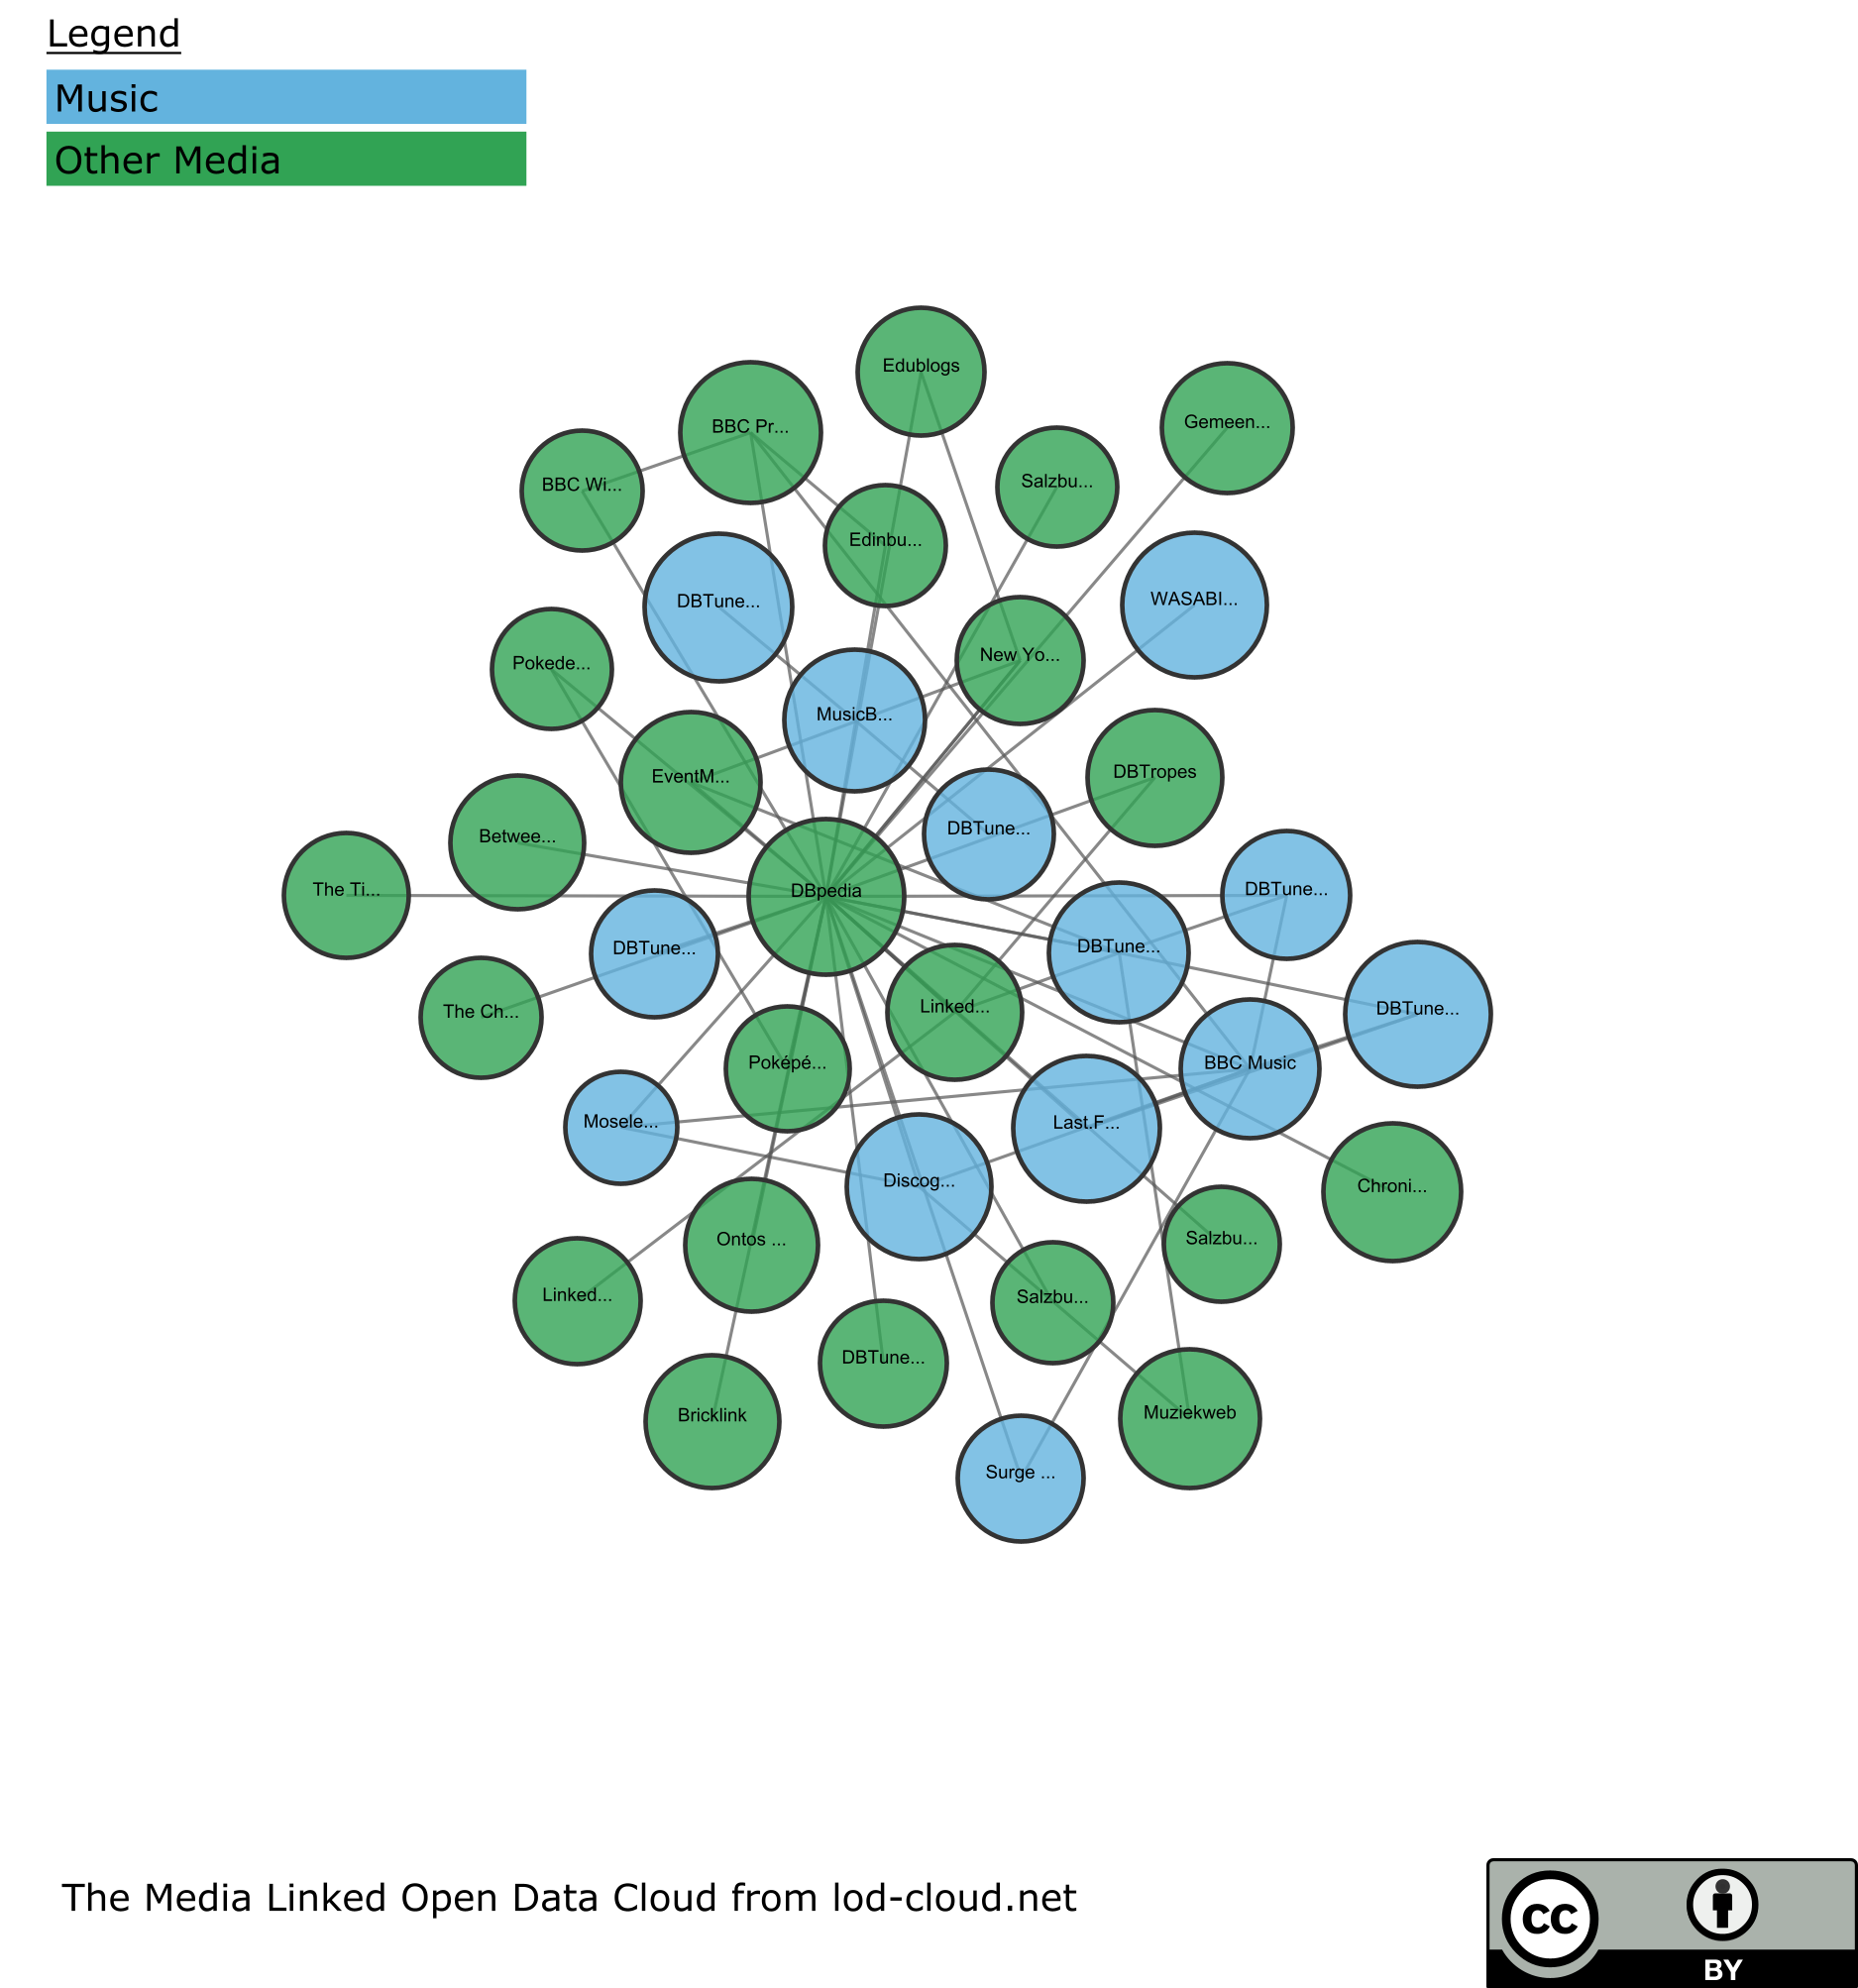 Legend
Music
Other Media
Edublogs
Gemeen...
BBC Pr...
Salzbu...
BBC Wi...
Edinbu...
WASABI...
DBTune...
New Yo...
Pokede...
MusicB...
DBTropes
EventM...
DBTune...
Betwee...
DBTune...
The Ti...
DBpedia
DBTune...
DBTune...
Linked...
DBTune...
The Ch...
Poképé...
BBC Music
Mosele...
Last.F...
Discog...
Chroni...
Salzbu...
Ontos ...
Linked...
Salzbu...
DBTune...
Muziekweb
Bricklink
Surge ...
The Media Linked Open Data Cloud from lod-cloud.net
cc
BY